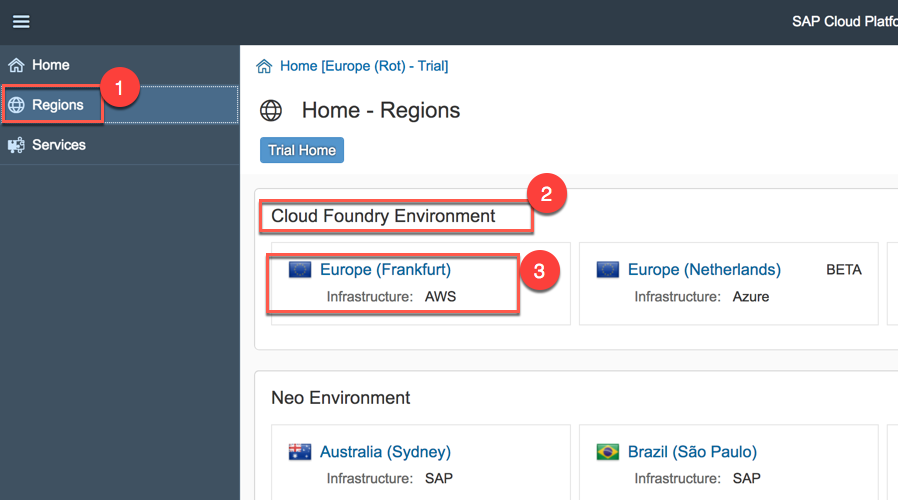 SAP Cloud Platfo
Home
Regions
1
Services
Home [Europe (Rot) - Trial]
Home - Regions
Trial Home
Cloud Foundry Environment
2
Europe (Frankfurt)
3
Infrastructure: AWS
Europe (Netherlands) BETA
Infrastructure: Azure
Neo Environment
Australia (Sydney)
Infrastructure: SAP
Brazil (São Paulo)
Infrastructure: SAP